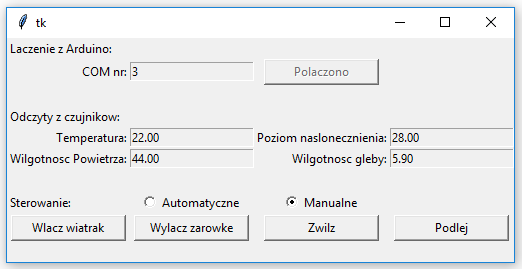 tk
Laczenie z Arduino:
COM nr: 3 Polaczono
Odczyty z czujnikow:
Temperatura: 22.00 Poziom naslonecznienia: 28.00
Wilgotnosc Powietrza: 44.00 Wilgotnosc gleby: 5.90
Sterowanie: Automatyczne Manualne
Wlacz wiatrak Wylacz zarowke Zwilz Podlej